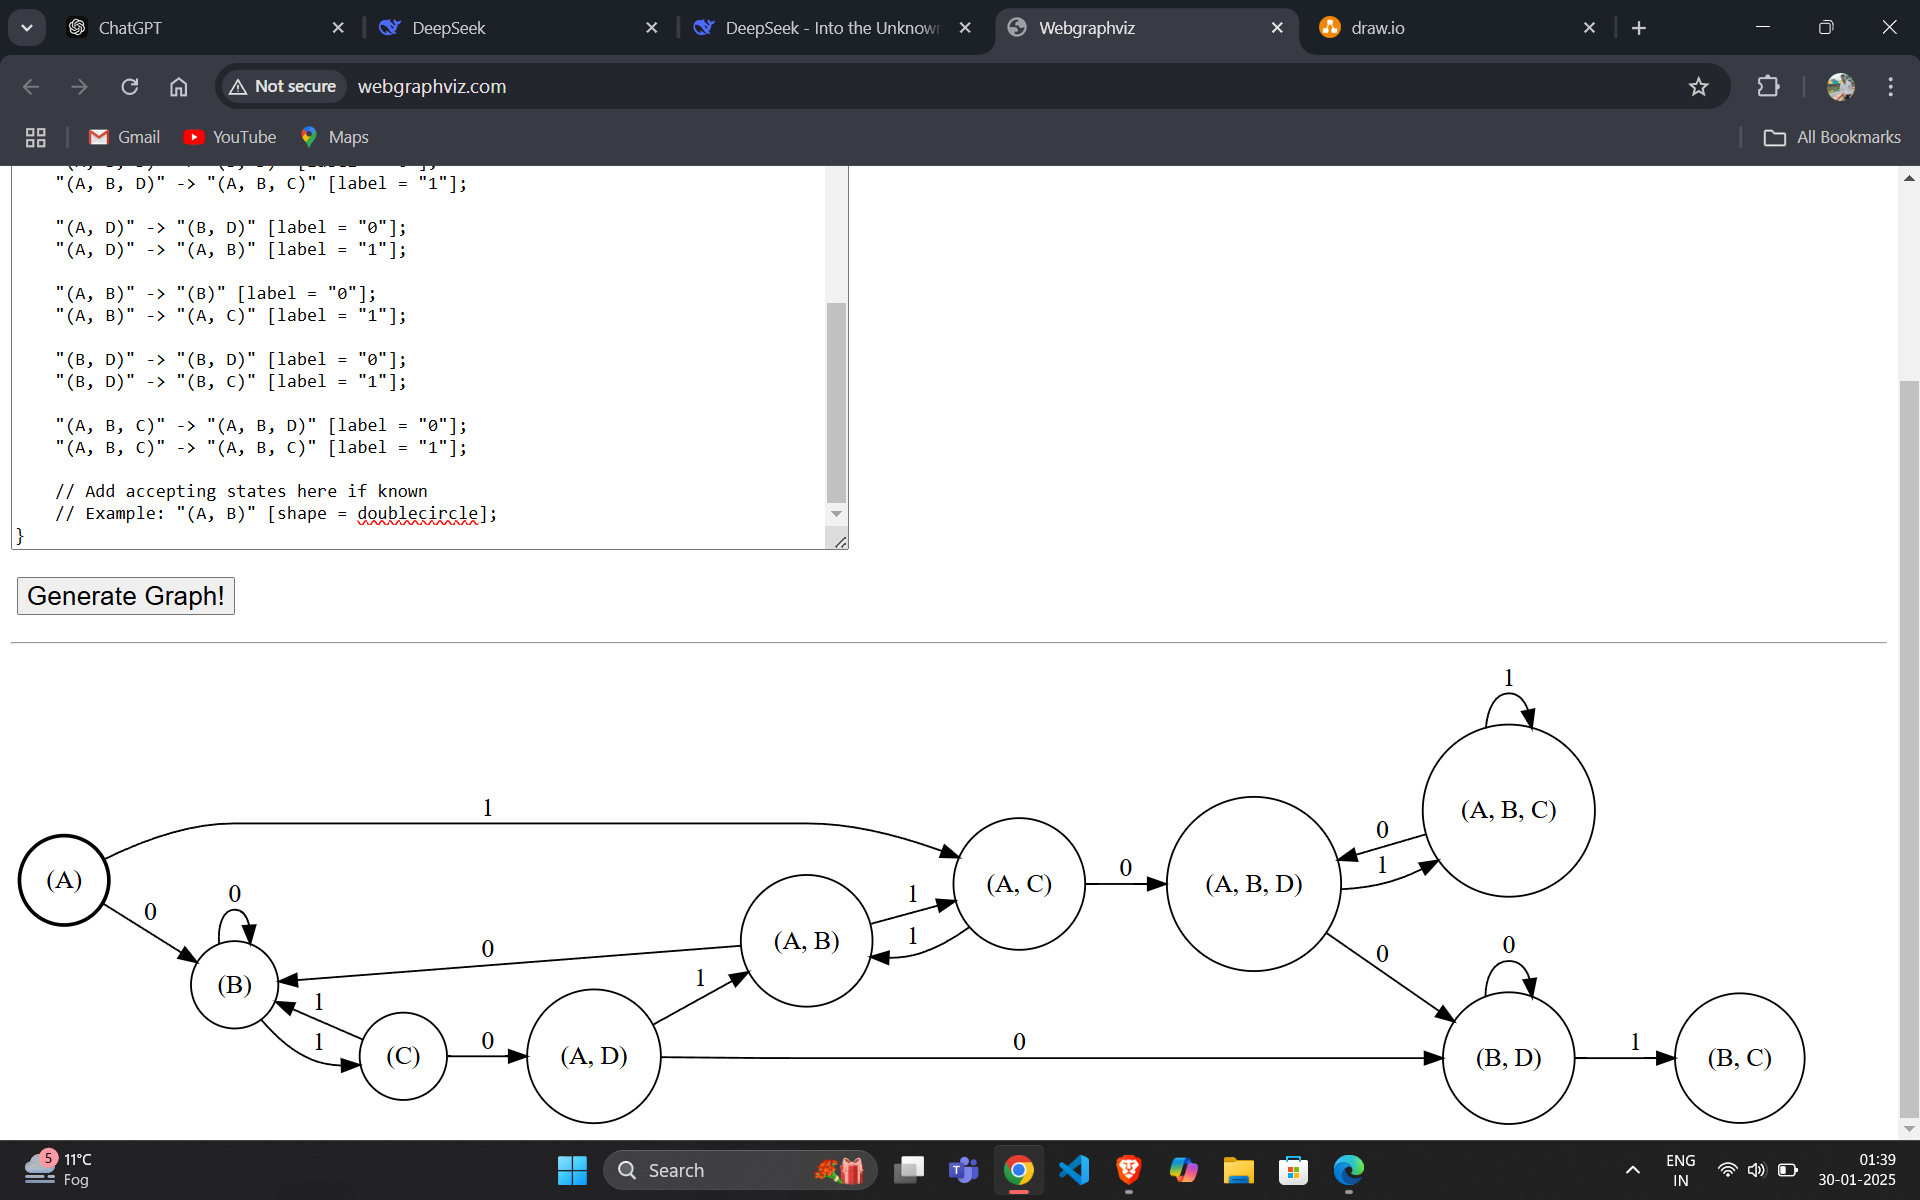 ChatGPT
DeepSeek
DeepSeek - Into the Unknown
Webgraphviz
draw.io
Not secure
webgraphviz.com
Gmail
YouTube
Maps
All Bookmarks
"(A, B, D)" -> "(A, B, C)" [label = "1"];
"(A, D)" -> "(B, D)" [label = "0"];
"(A, D)" -> "(A, B)" [label = "1"];
"(A, B)" -> "(B)" [label = "0"];
"(A, B)" -> "(A, C)" [label = "1"];
"(B, D)" -> "(B, D)" [label = "0"];
"(B, D)" -> "(B, C)" [label = "1"];
"(A, B, C)" -> "(A, B, D)" [label = "0"];
"(A, B, C)" -> "(A, B, C)" [label = "1"];
// Add accepting states here if known
// Example: "(A, B)" [shape = doublecircle];
}
Generate Graph!
1
1
(A, B, C)
0
1
(A)
0
0
(B)
0
1
1
(C)
0
(A, D)
1
0
(A, B)
1
1
(A, C)
0
(A, B, D)
0
0
(B, D)
1
(B, C)
5
11°C
Fog
Search
ENG
IN
01:39
30-01-2025